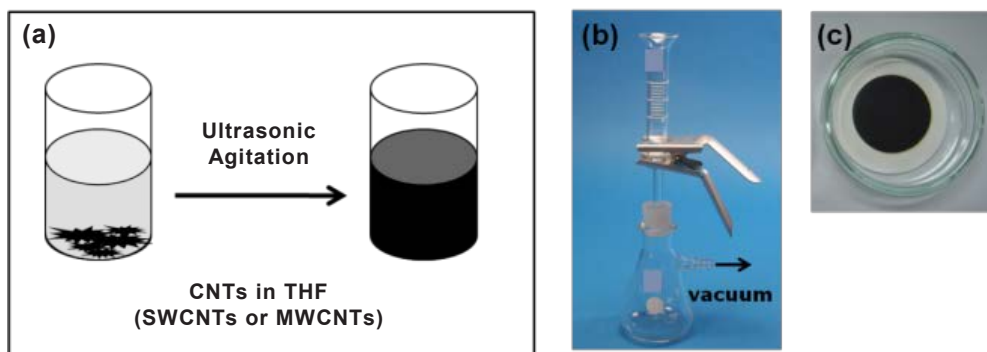 (a)
Ultrasonic
Agitation
CNTs in THF
(SWCNTs or MWCNTs)
(b)
vacuum
(c)